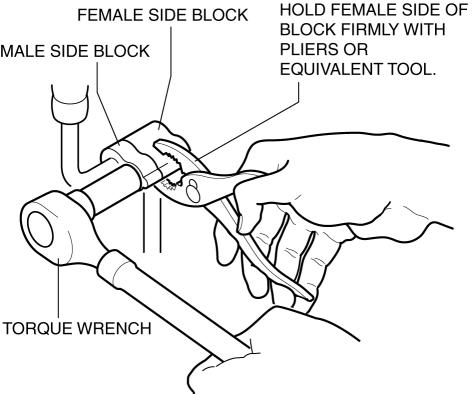 FEMALE SIDE BLOCK
HOLD FEMALE SIDE OF
BLOCK FIRMLY WITH
PLIERS OR
EQUIVALENT TOOL.
MALE SIDE BLOCK
TORQUE WRENCH